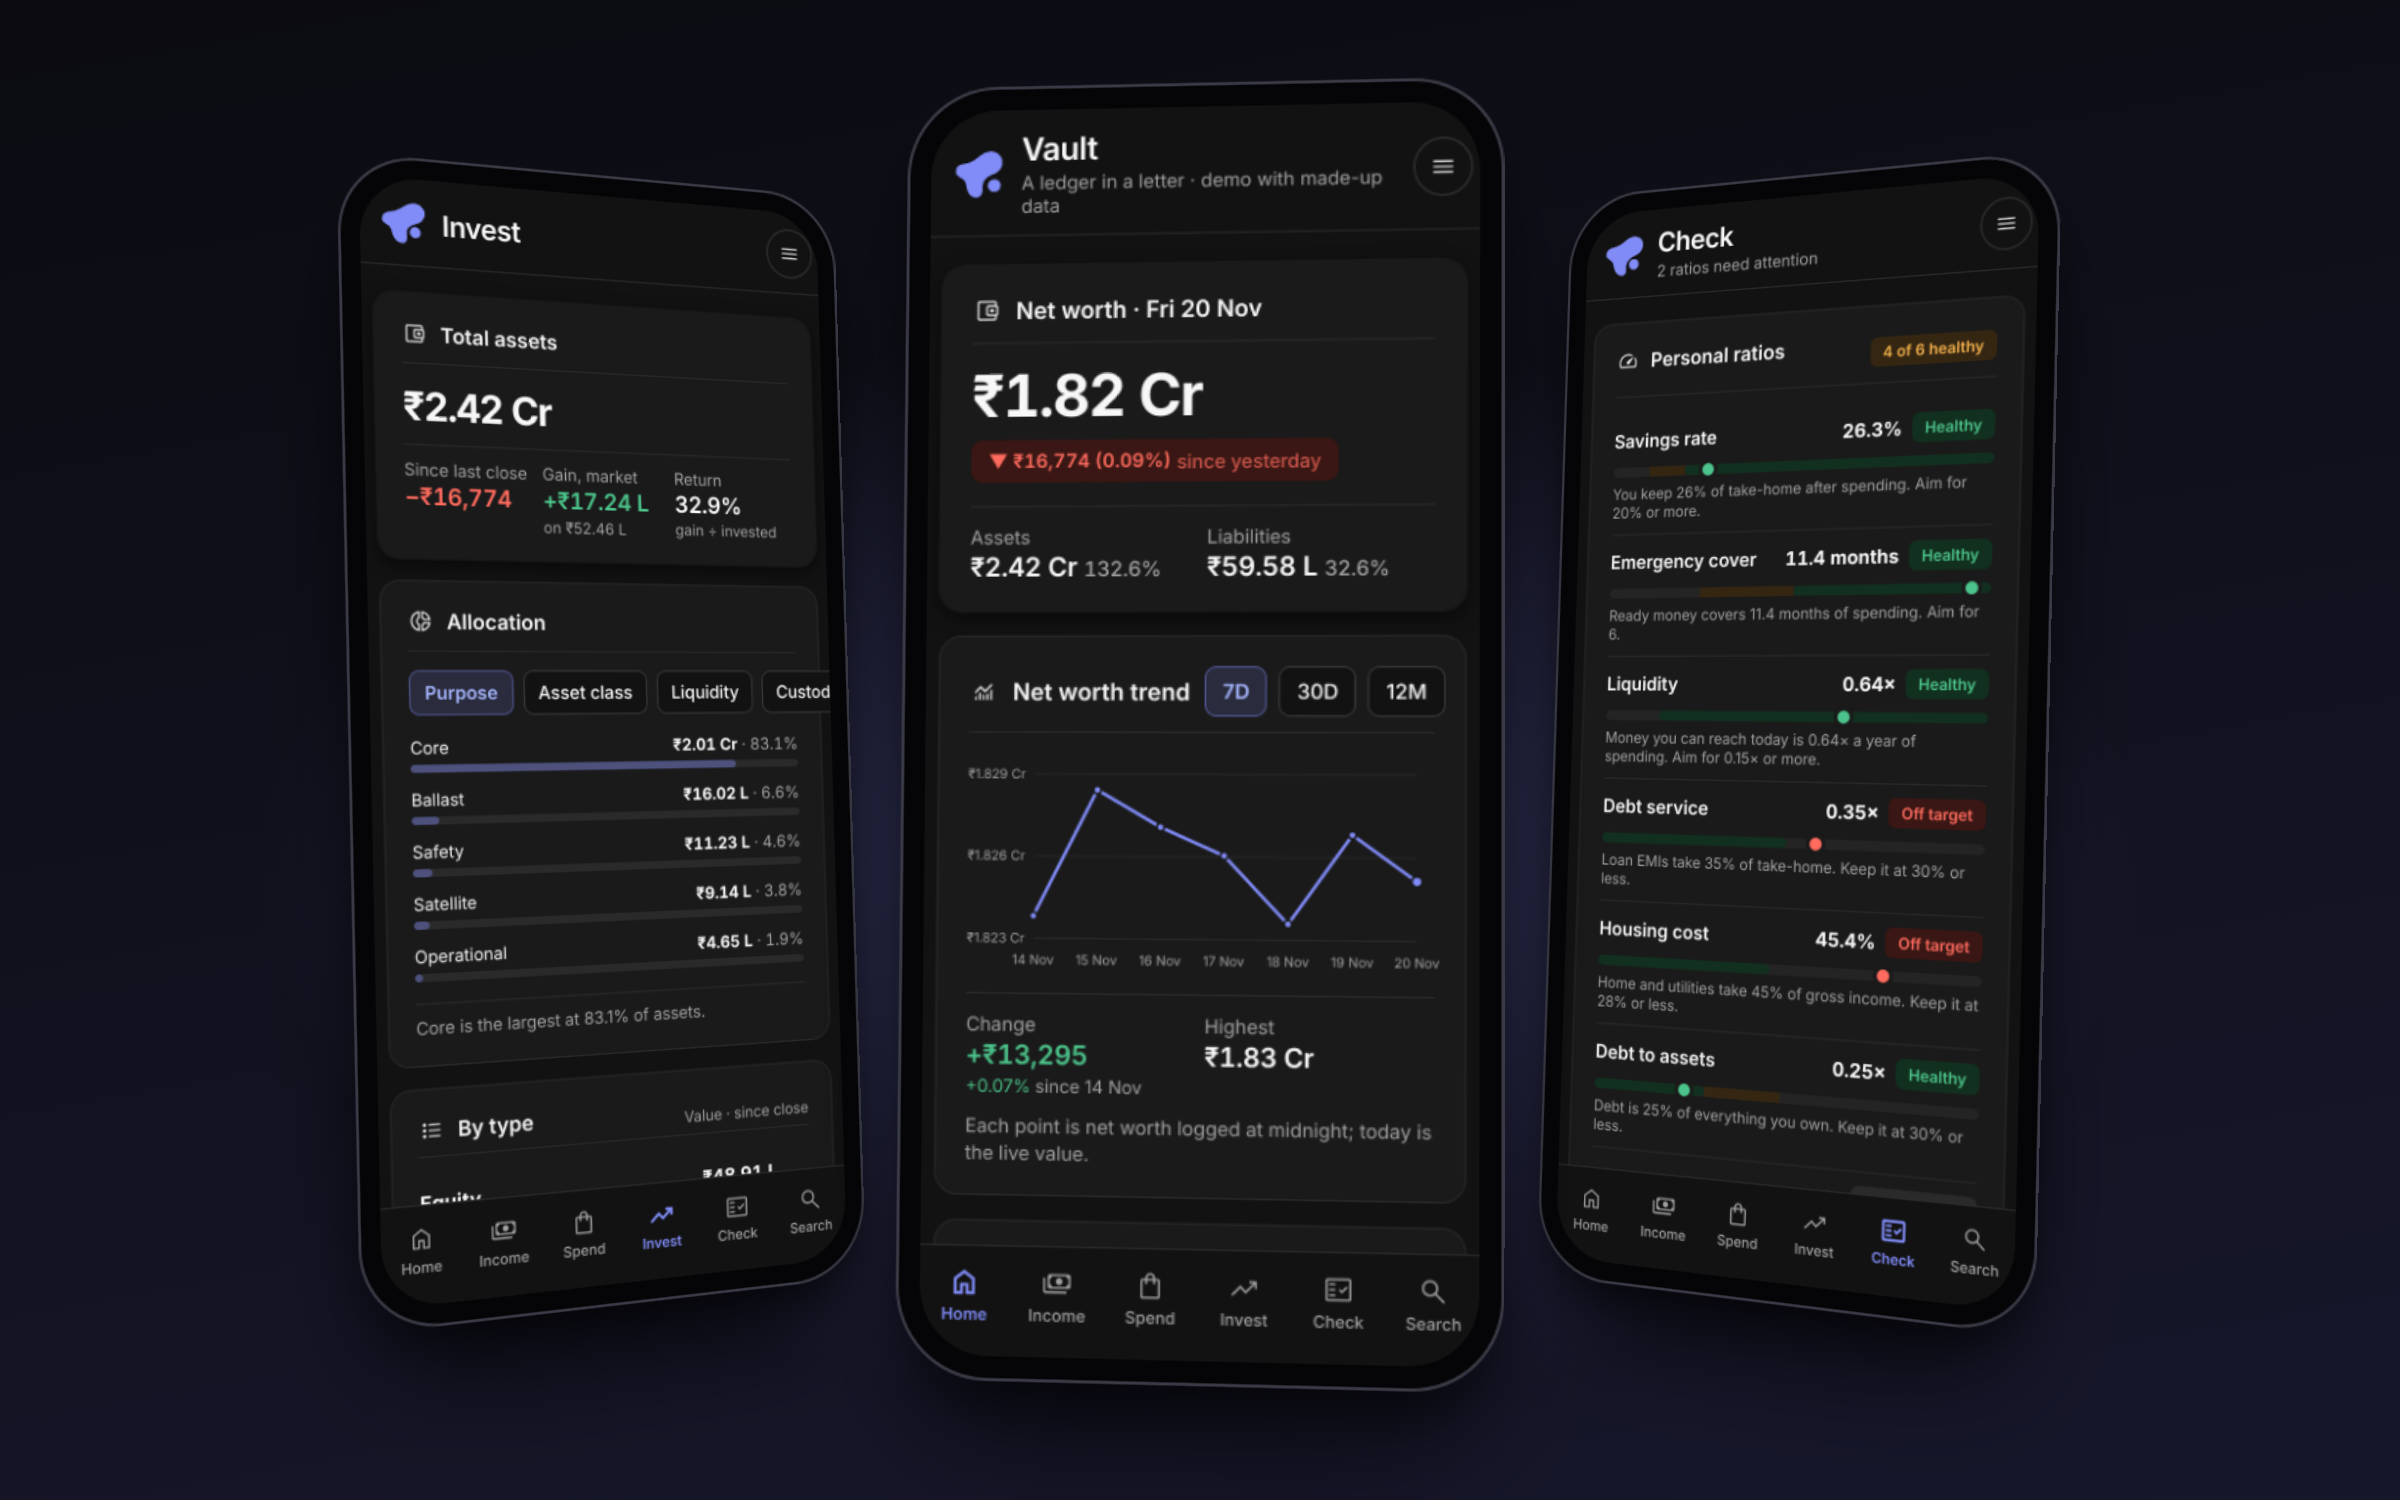 Invest
Total assets
₹2.42 Cr
Since last close
−₹16,774
Gain, market
+₹17.24 L
on ₹52.46 L
Return
32.9%
gain ÷ invested
Allocation
Purpose
Asset class
Liquidity
Custod
Core ₹2.01 Cr · 83.1%
Ballast ₹16.02 L · 6.6%
Safety ₹11.23 L · 4.6%
Satellite ₹9.14 L · 3.8%
Operational ₹4.65 L · 1.9%
Core is the largest at 83.1% of assets.
By type Value · since close
Equity ₹48.91 L
Home
Income
Spend
Invest
Check
Search
Vault
A ledger in a letter · demo with made-up
data
Net worth · Fri 20 Nov
₹1.82 Cr
▼ ₹16,774 (0.09%) since yesterday
Assets
₹2.42 Cr 132.6%
Liabilities
₹59.58 L 32.6%
Net worth trend
7D
30D
12M
₹1.829 Cr
₹1.826 Cr
₹1.823 Cr
14 Nov
15 Nov
16 Nov
17 Nov
18 Nov
19 Nov
20 Nov
Change
+₹13,295
+0.07% since 14 Nov
Highest
₹1.83 Cr
Each point is net worth logged at midnight; today is
the live value.
Home
Income
Spend
Invest
Check
Search
Check
2 ratios need attention
Personal ratios 4 of 6 healthy
Savings rate 26.3% Healthy
You keep 26% of take-home after spending. Aim for
20% or more.
Emergency cover 11.4 months Healthy
Ready money covers 11.4 months of spending. Aim for
6.
Liquidity 0.64× Healthy
Money you can reach today is 0.64× a year of
spending. Aim for 0.15× or more.
Debt service 0.35× Off target
Loan EMIs take 35% of take-home. Keep it at 30% or
less.
Housing cost 45.4% Off target
Home and utilities take 45% of gross income. Keep it at
28% or less.
Debt to assets 0.25× Healthy
Debt is 25% of everything you own. Keep it at 30% or
less.
Home
Income
Spend
Invest
Check
Search